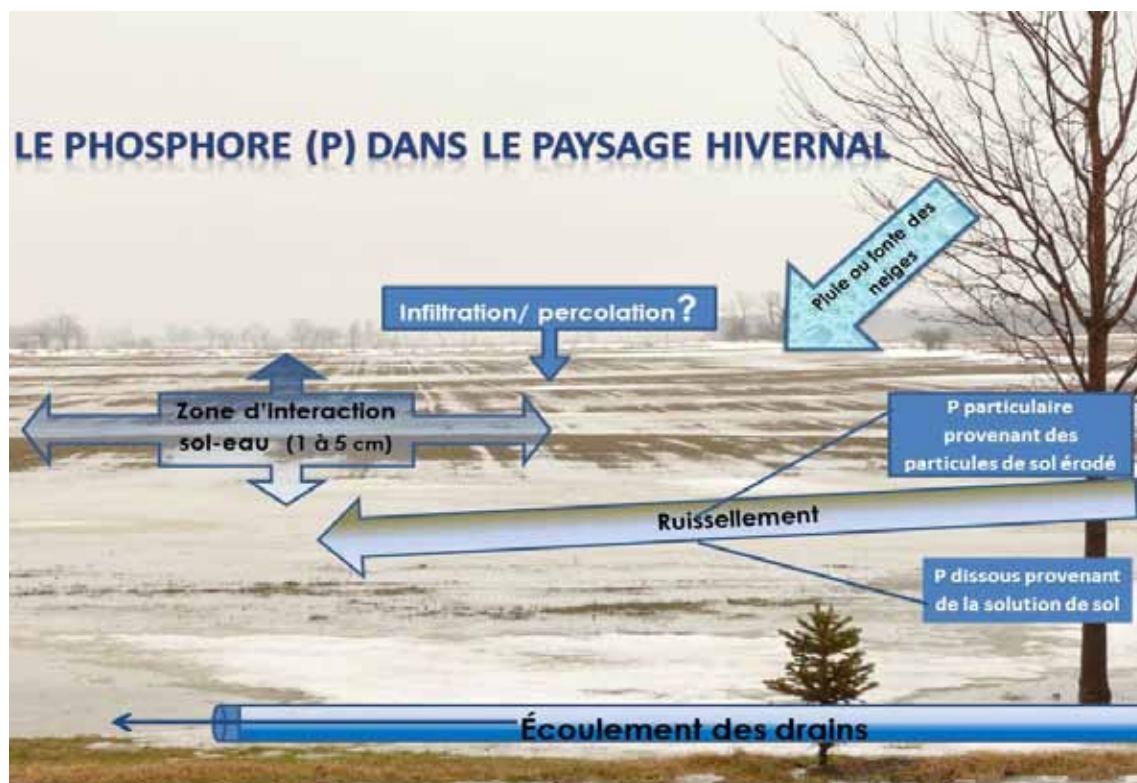 LE PHOSPHORE (P) DANS LE PAYSAGE HIVERNAL
Pluie ou fonte des
neiges
Infiltration/ percolation ?
Zone d'interaction
sol-eau (1 à 5 cm)
P particulaire
provenant des
particules de sol érodé
Ruissellement
P dissous provenant
de la solution de sol
Écoulement des drains